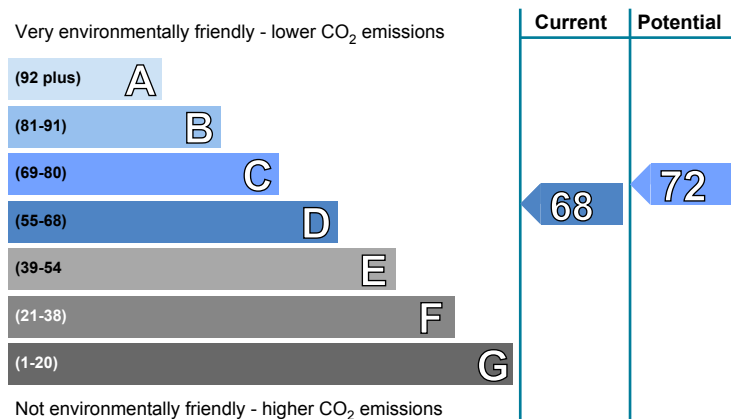 Very environmentally friendly - lower CO2 emissions
Current
Potential
(92 plus) A
(81-91) B
(69-80) C
(55-68) D
(39-54 E
(21-38) F
(1-20) G
68
72
Not environmentally friendly - higher CO2 emissions